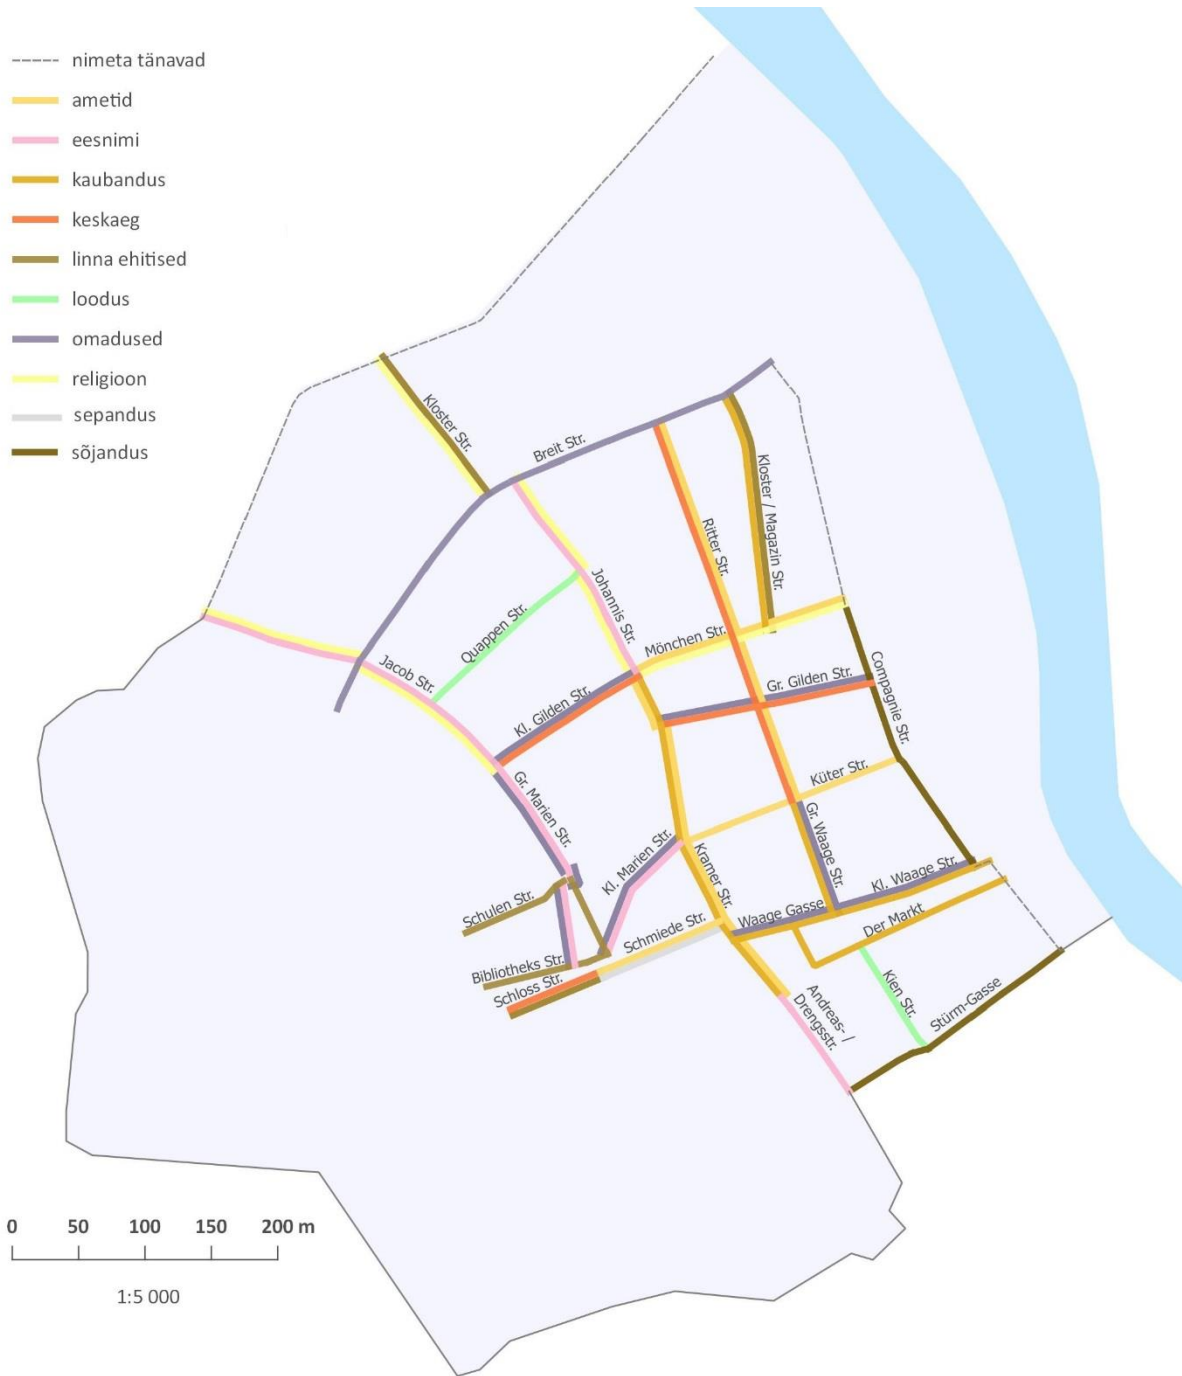 nimeta tänavad
ametid
eesnimi
kaubandus
keskaeg
linna ehitised
loodus
omadused
religioon
sepandus
sõjandus
Kloster Str.
Breit Str.
Kloster / Magazin Str.
Ritter Str.
Johannis Str.
Quappen Str.
Mönchen Str.
Jacob Str.
Compagnie Str.
Gr. Gilden Str.
Kl. Gilden Str.
Küter Str.
Gr. Marien Str.
Gr. Waage Str.
Kl. Marien Str.
Kramer Str.
Kl. Waage Str.
Schulen Str.
Waage Gasse
Der Markt
Schmiede Str.
Bibliotheks Str.
Schloss Str.
Kien Str.
Andreas- /
Drengsstr.
Stürm-Gasse
0 50 100 150 200 m
1:5 000